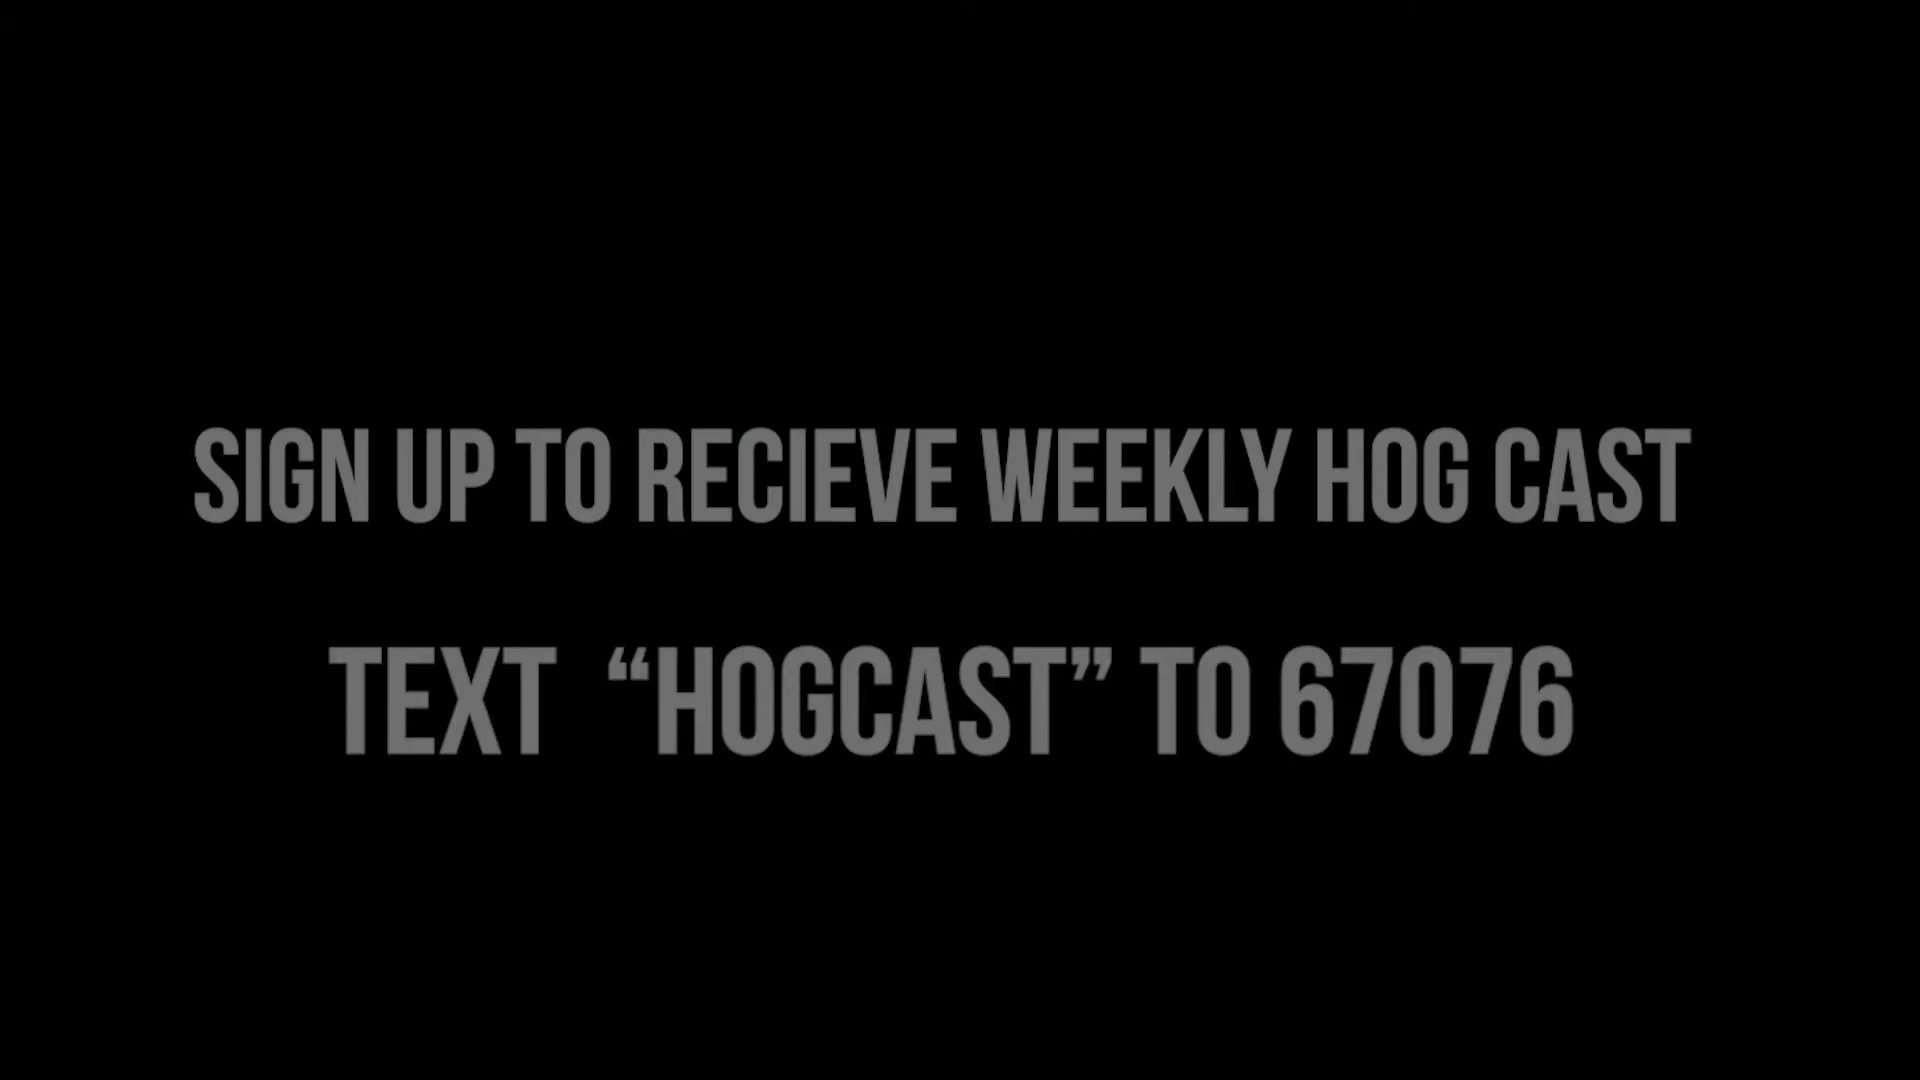 SIGN UP TO RECIEVE WEEKLY HOG CAST
TEXT “HOGCAST” TO 67076